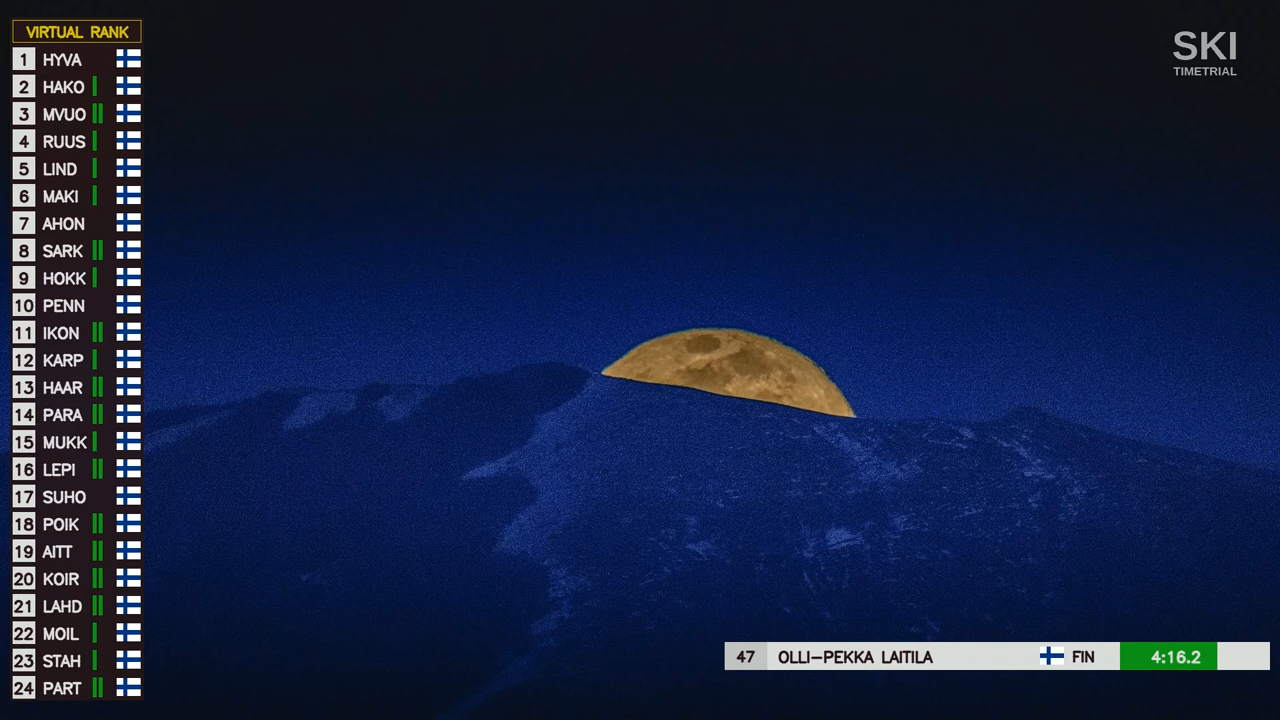 VIRTUAL RANK
1 HYVA
2 HAKO
3 MVUO
4 RUUS
5 LIND
6 MAKI
7 AHON
8 SARK
9 HOKK
10 PENN
11 IKON
12 KARP
13 HAAR
14 PARA
15 MUKK
16 LEPI
17 SUHO
18 POIK
19 AITT
20 KOIR
21 LAHD
22 MOIL
23 STAH
24 PART
SKI
TIMETRIAL
47 OLLI-PEKKA LAITILA FIN 4:16.2